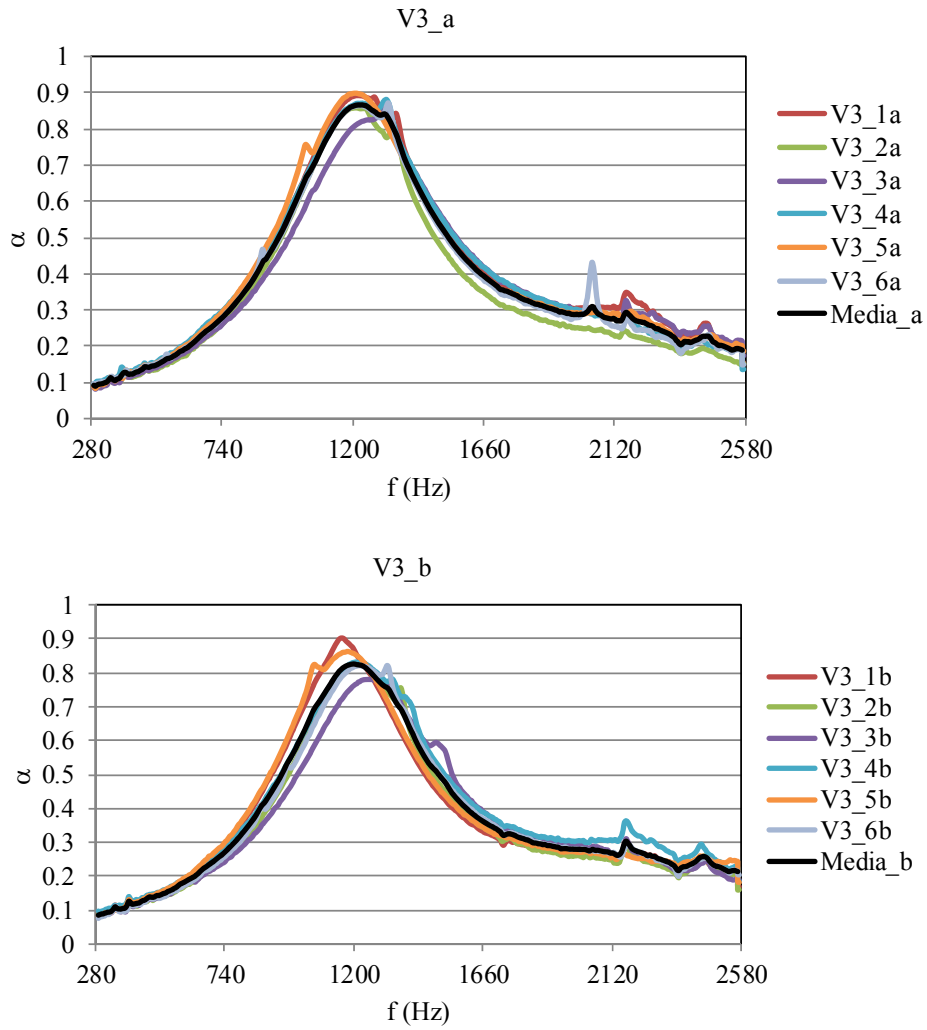 V3_a
1
0.9
0.8
0.7
0.6
0.5
0.4
0.3
0.2
0.1
0
α
280 740 1200 1660 2120 2580
f (Hz)
V3_1a
V3_2a
V3_3a
V3_4a
V3_5a
V3_6a
Media_a
V3_b
1
0.9
0.8
0.7
0.6
0.5
0.4
0.3
0.2
0.1
0
α
280 740 1200 1660 2120 2580
f (Hz)
V3_1b
V3_2b
V3_3b
V3_4b
V3_5b
V3_6b
Media_b